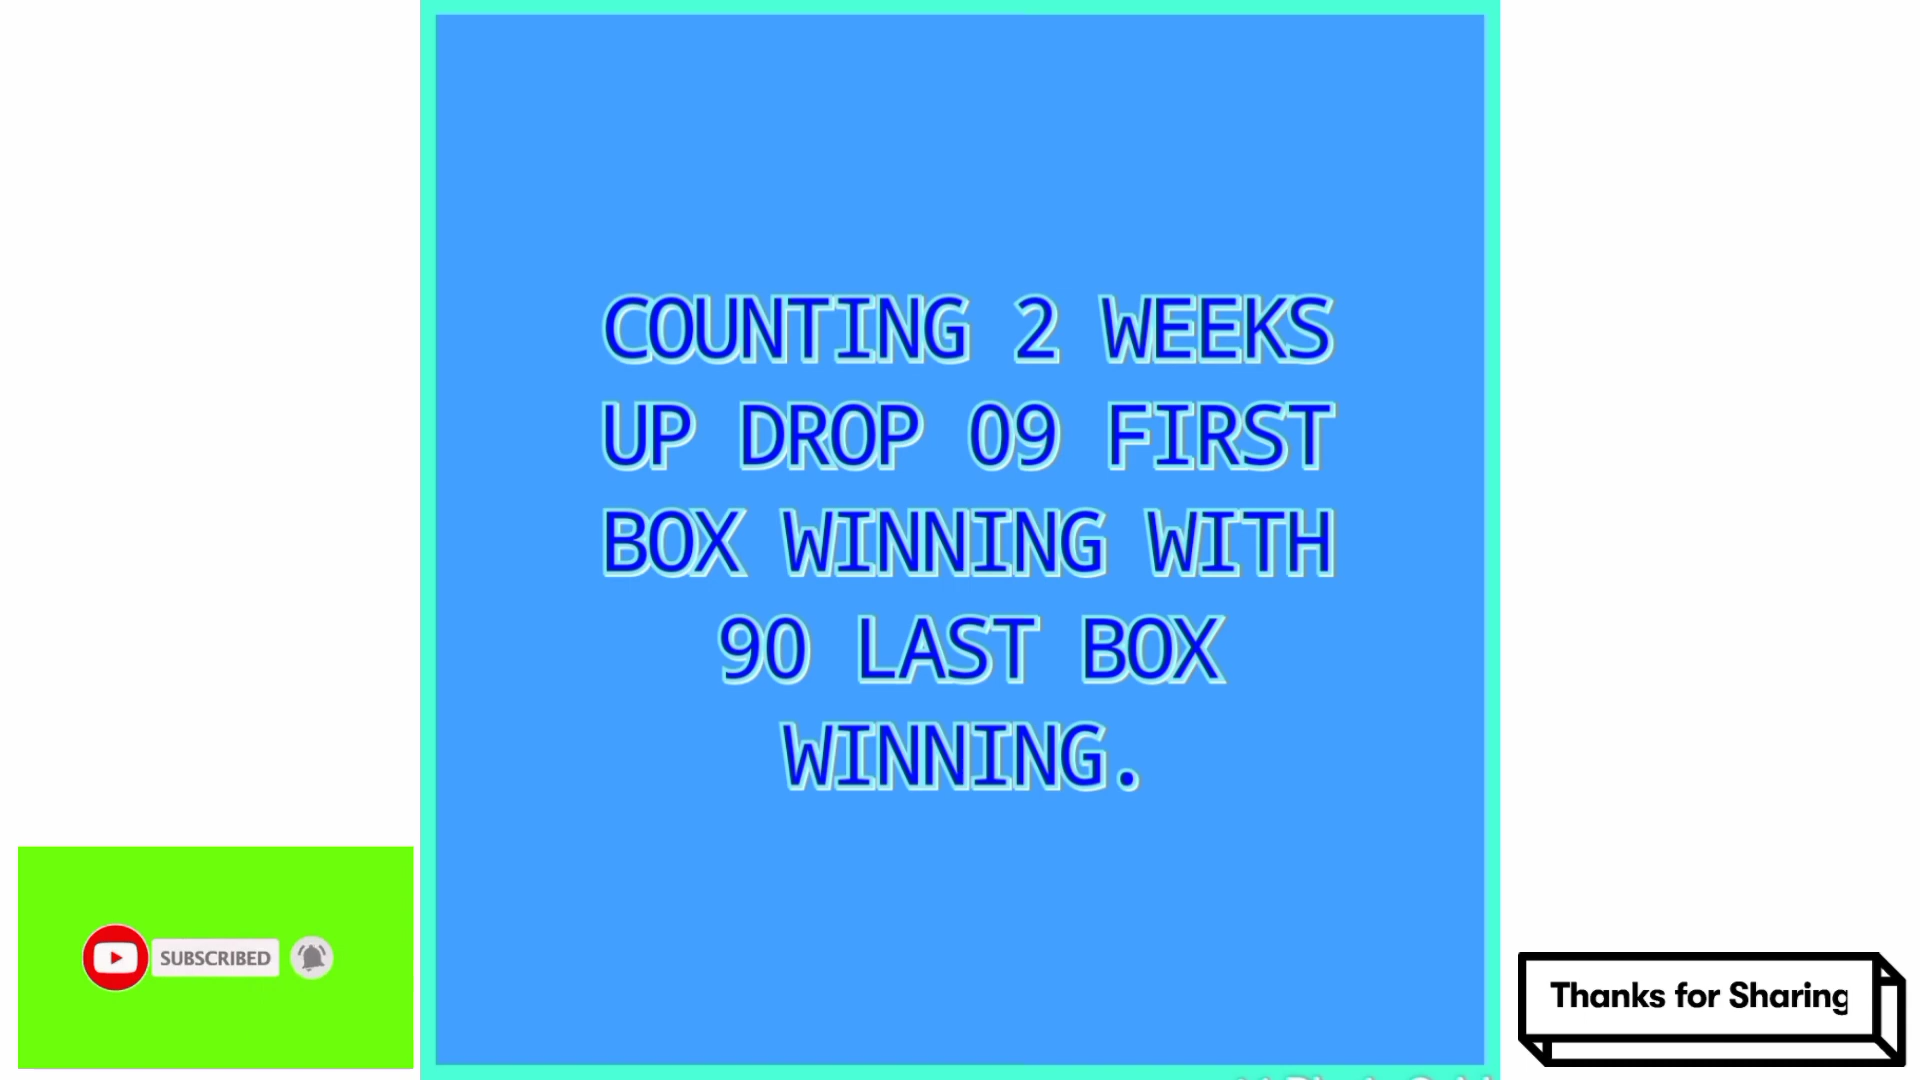 COUNTING 2 WEEKS
UP DROP 09 FIRST
BOX WINNING WITH
90 LAST BOX
WINNING.
SUBSCRIBED
Thanks for Sharing